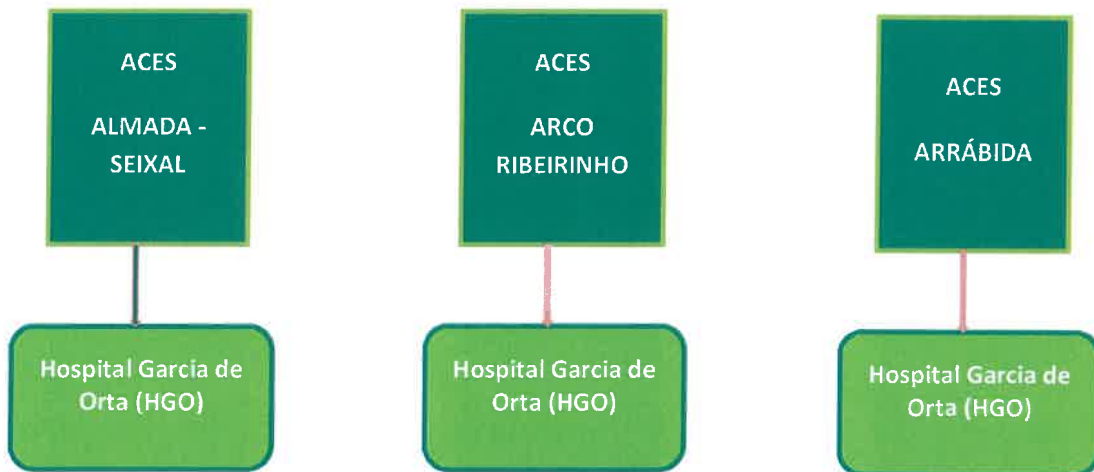 ACES
ALMADA -
SEIXAL
ACES
ARCO
RIBEIRINHO
ACES
ARRÁBIDA
Hospital Garcia de
Orta (HGO)
Hospital Garcia de
Orta (HGO)
Hospital Garcia de
Orta (HGO)